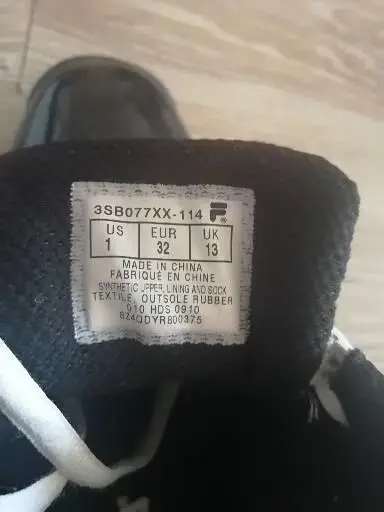 3SB077XX-114 F
US EUR UK
1 32 13
MADE IN CHINA
FABRIQUE EN CHINE
SYNTHETIC UPPER, LINING AND SOCK
TEXTILE, OUTSOLE RUBBER
010 HDS 0910
8Z4QDYR800375